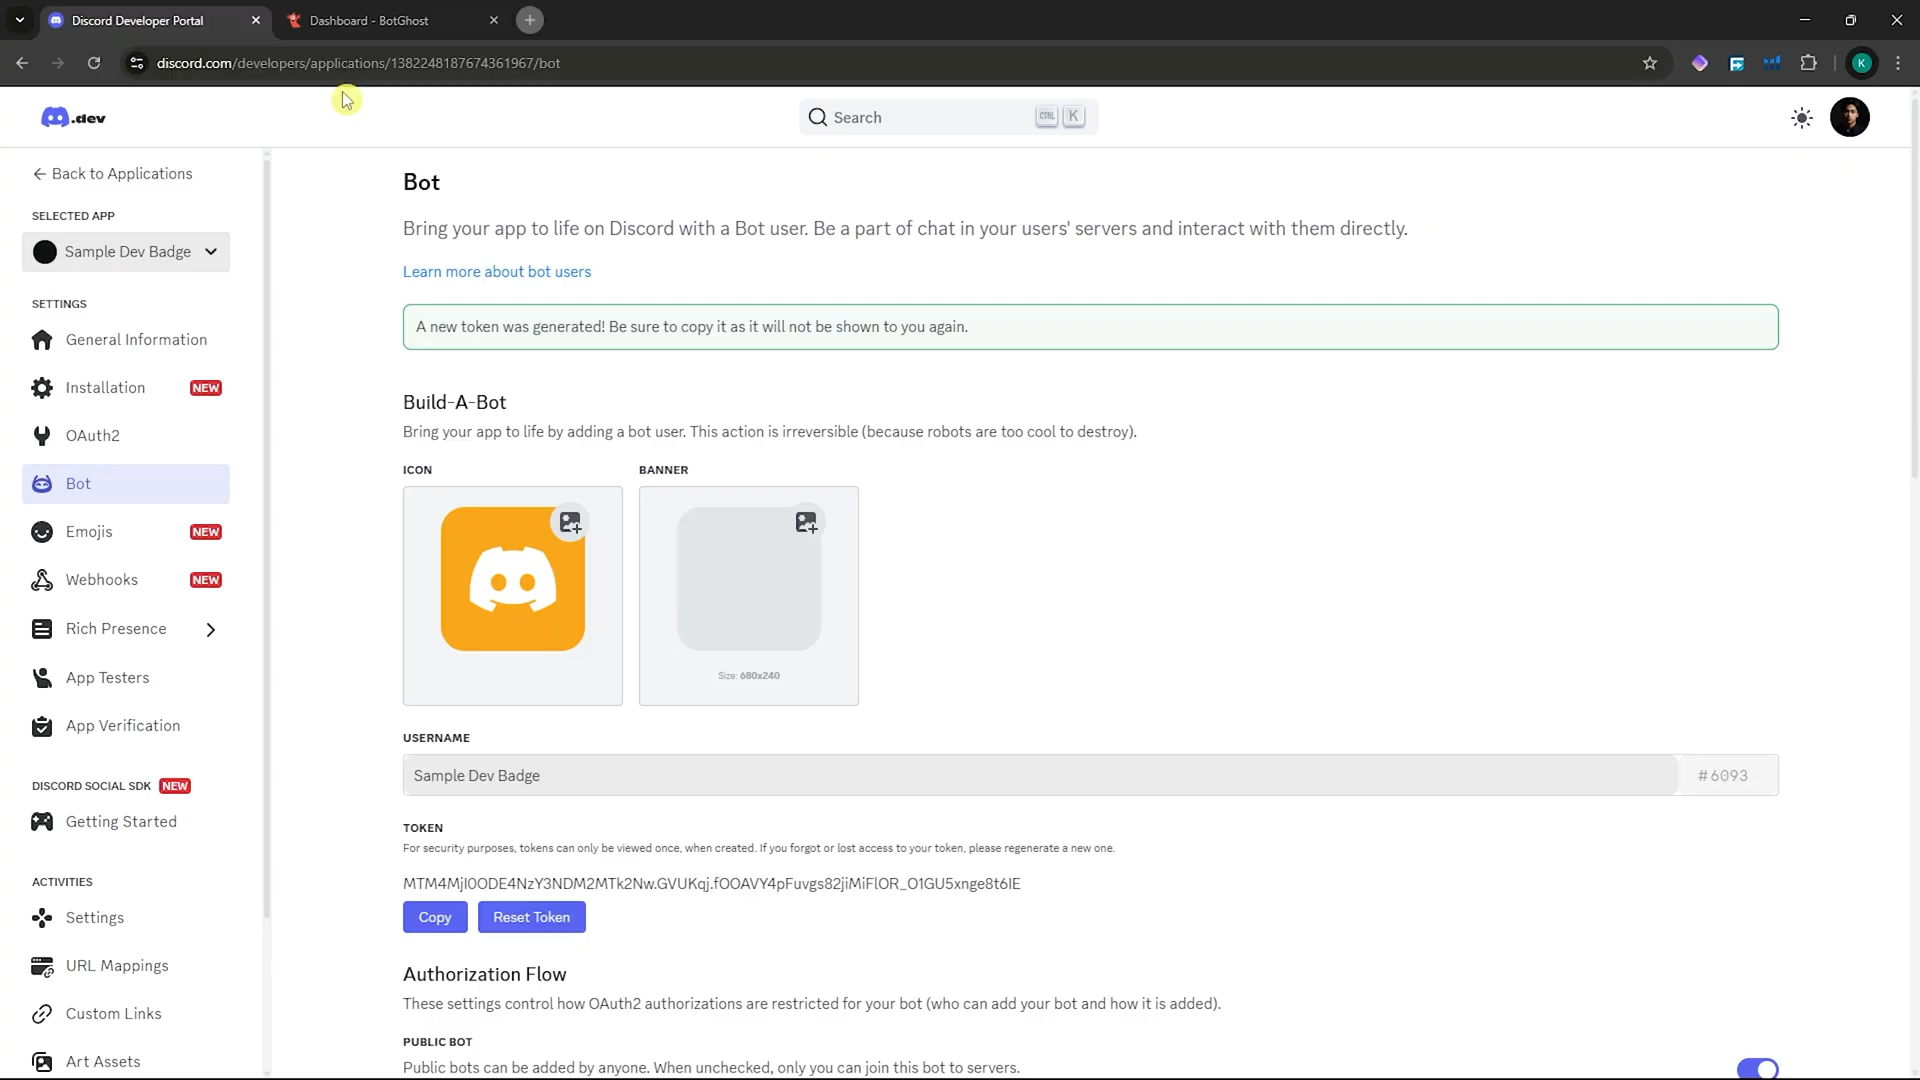 Discord Developer Portal
Dashboard - BotGhost
discord.com/developers/applications/1382248187674361967/bot
K
.dev
Search
CTRL K
Back to Applications
SELECTED APP
Sample Dev Badge
SETTINGS
General Information
Installation NEW
OAuth2
Bot
Emojis NEW
Webhooks NEW
Rich Presence
App Testers
App Verification
DISCORD SOCIAL SDK NEW
Getting Started
ACTIVITIES
Settings
URL Mappings
Custom Links
Art Assets
Bot
Bring your app to life on Discord with a Bot user. Be a part of chat in your users' servers and interact with them directly.
Learn more about bot users
A new token was generated! Be sure to copy it as it will not be shown to you again.
Build-A-Bot
Bring your app to life by adding a bot user. This action is irreversible (because robots are too cool to destroy).
ICON
BANNER
Size: 680x240
USERNAME
Sample Dev Badge #6093
TOKEN
For security purposes, tokens can only be viewed once, when created. If you forgot or lost access to your token, please regenerate a new one.
Copy
Reset Token
Authorization Flow
These settings control how OAuth2 authorizations are restricted for your bot (who can add your bot and how it is added).
PUBLIC BOT
Public bots can be added by anyone. When unchecked, only you can join this bot to servers.